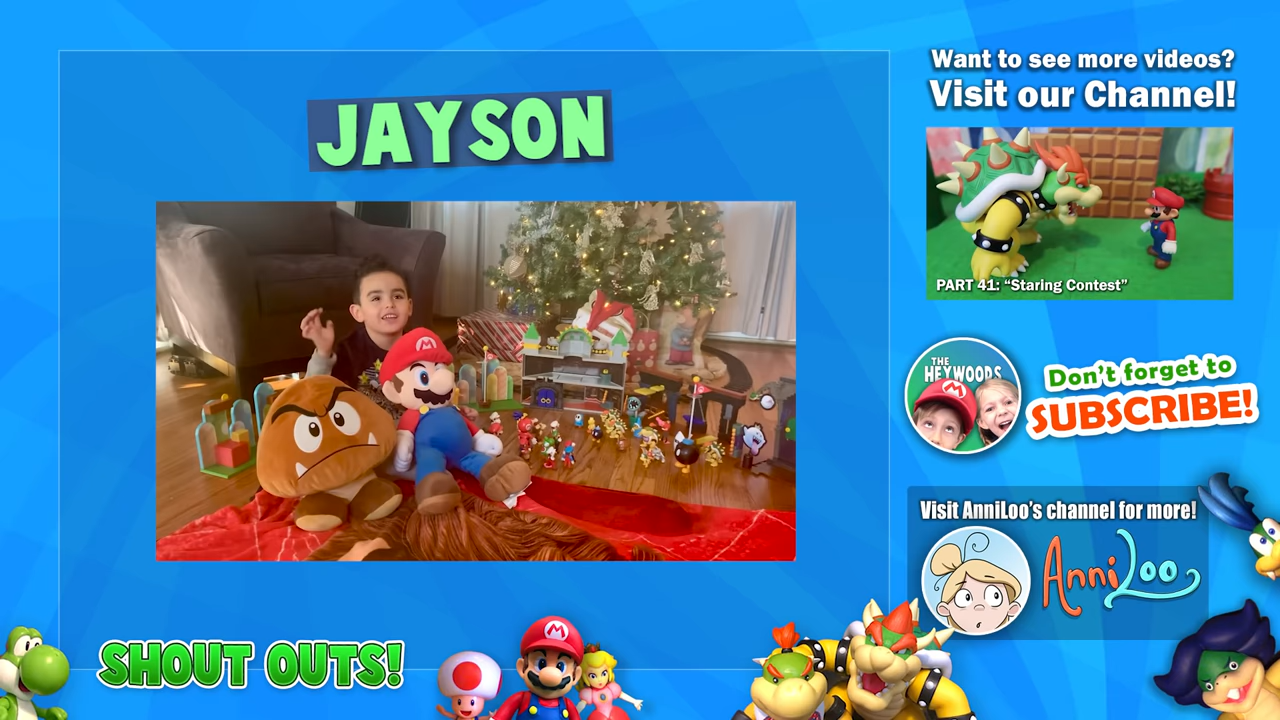 JAYSON
Want to see more videos?
Visit our Channel!
PART 41: “Staring Contest”
THE
HEYWOODS
Don’t forget to
SUBSCRIBE!
Visit AnniLoo’s channel for more!
AnniLoo
SHOUT OUTS!